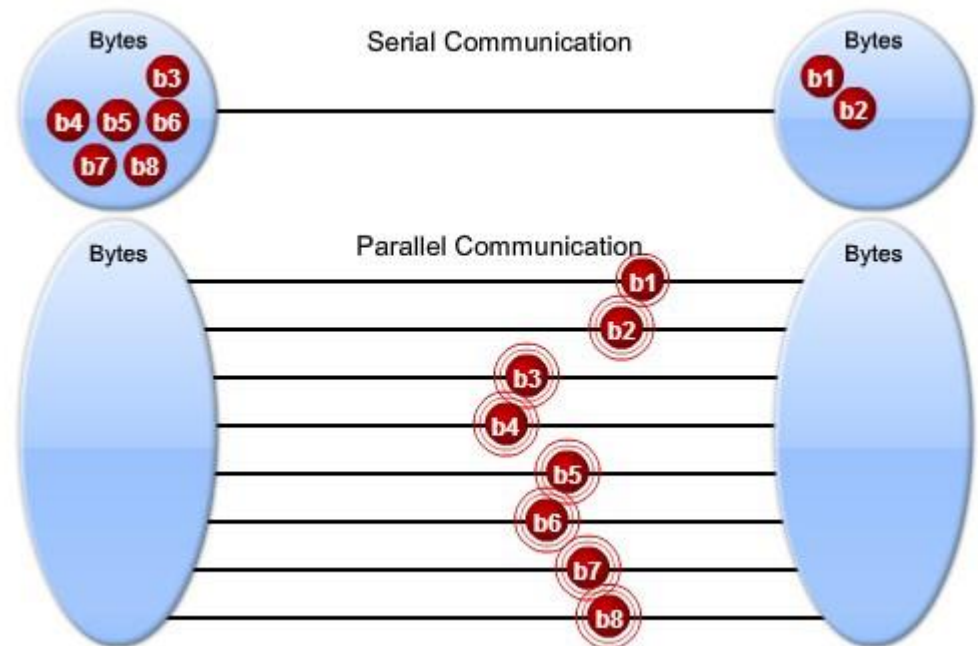 Bytes
Serial Communication
Bytes
b3
b1
b4 b5 b6
b2
b7 b8
Bytes
Parallel Communication
Bytes
b1
b2
b3
b4
b5
b6
b7
b8